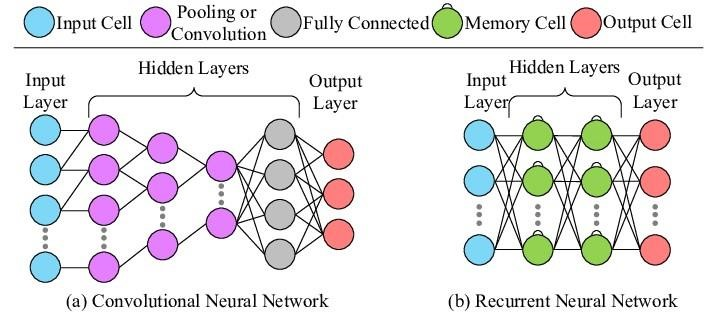 Input Cell
Pooling or
Convolution
Fully Connected
Memory Cell
Output Cell
Input
Layer
Hidden Layers
Output
Layer
Input
Layer
Hidden Layers
Output
Layer
(a) Convolutional Neural Network
(b) Recurrent Neural Network